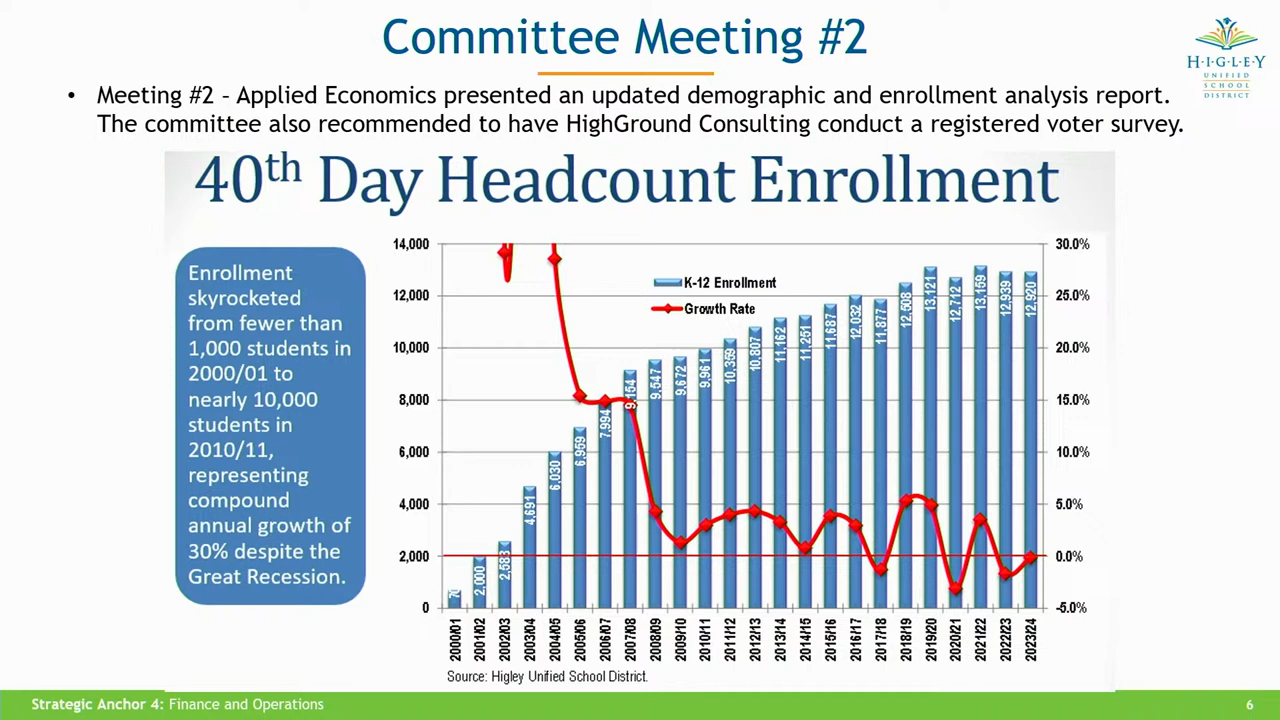 Committee Meeting #2
H·I·G·L·E·Y
UNIFIED
SCHOOL
DISTRICT
• Meeting #2 – Applied Economics presented an updated demographic and enrollment analysis report.
The committee also recommended to have HighGround Consulting conduct a registered voter survey.
40th Day Headcount Enrollment
Enrollment
skyrocketed
from fewer than
1,000 students in
2000/01 to
nearly 10,000
students in
2010/11,
representing
compound
annual growth of
30% despite the
Great Recession.
14,000
12,000
10,000
8,000
6,000
4,000
2,000
0
K-12 Enrollment
Growth Rate
2,000
2,583
4,691
6,030
6,959
7,994
9,154
9,547
9,672
9,961
10,359
10,807
11,162
11,251
11,687
12,032
11,877
12,508
13,121
12,712
13,159
12,939
12,920
30.0%
25.0%
20.0%
15.0%
10.0%
5.0%
0.0%
-5.0%
2000/01
2001/02
2002/03
2003/04
2004/05
2005/06
2006/07
2007/08
2008/09
2009/10
2010/11
2011/12
2012/13
2013/14
2014/15
2015/16
2016/17
2017/18
2018/19
2019/20
2020/21
2021/22
2022/23
2023/24
Source: Higley Unified School District.
Strategic Anchor 4: Finance and Operations
6